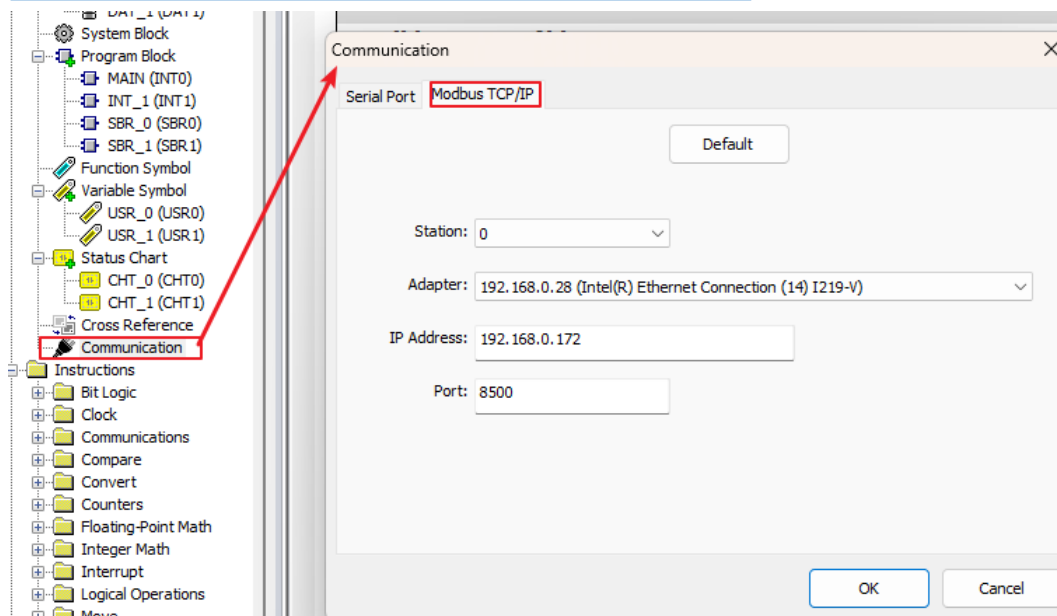 System Block
Program Block
MAIN (INT0)
INT_1 (INT1)
SBR_0 (SBR0)
SBR_1 (SBR1)
Function Symbol
Variable Symbol
USR_0 (USR0)
USR_1 (USR1)
Status Chart
CHT_0 (CHT0)
CHT_1 (CHT1)
Cross Reference
Communication
Instructions
Bit Logic
Clock
Communications
Compare
Convert
Counters
Floating-Point Math
Integer Math
Interrupt
Logical Operations
Move
Communication
Serial Port Modbus TCP/IP
Default
Station: 0
Adapter: 192.168.0.28 (Intel(R) Ethernet Connection (14) I219-V)
IP Address: 192.168.0.172
Port: 8500
OK Cancel